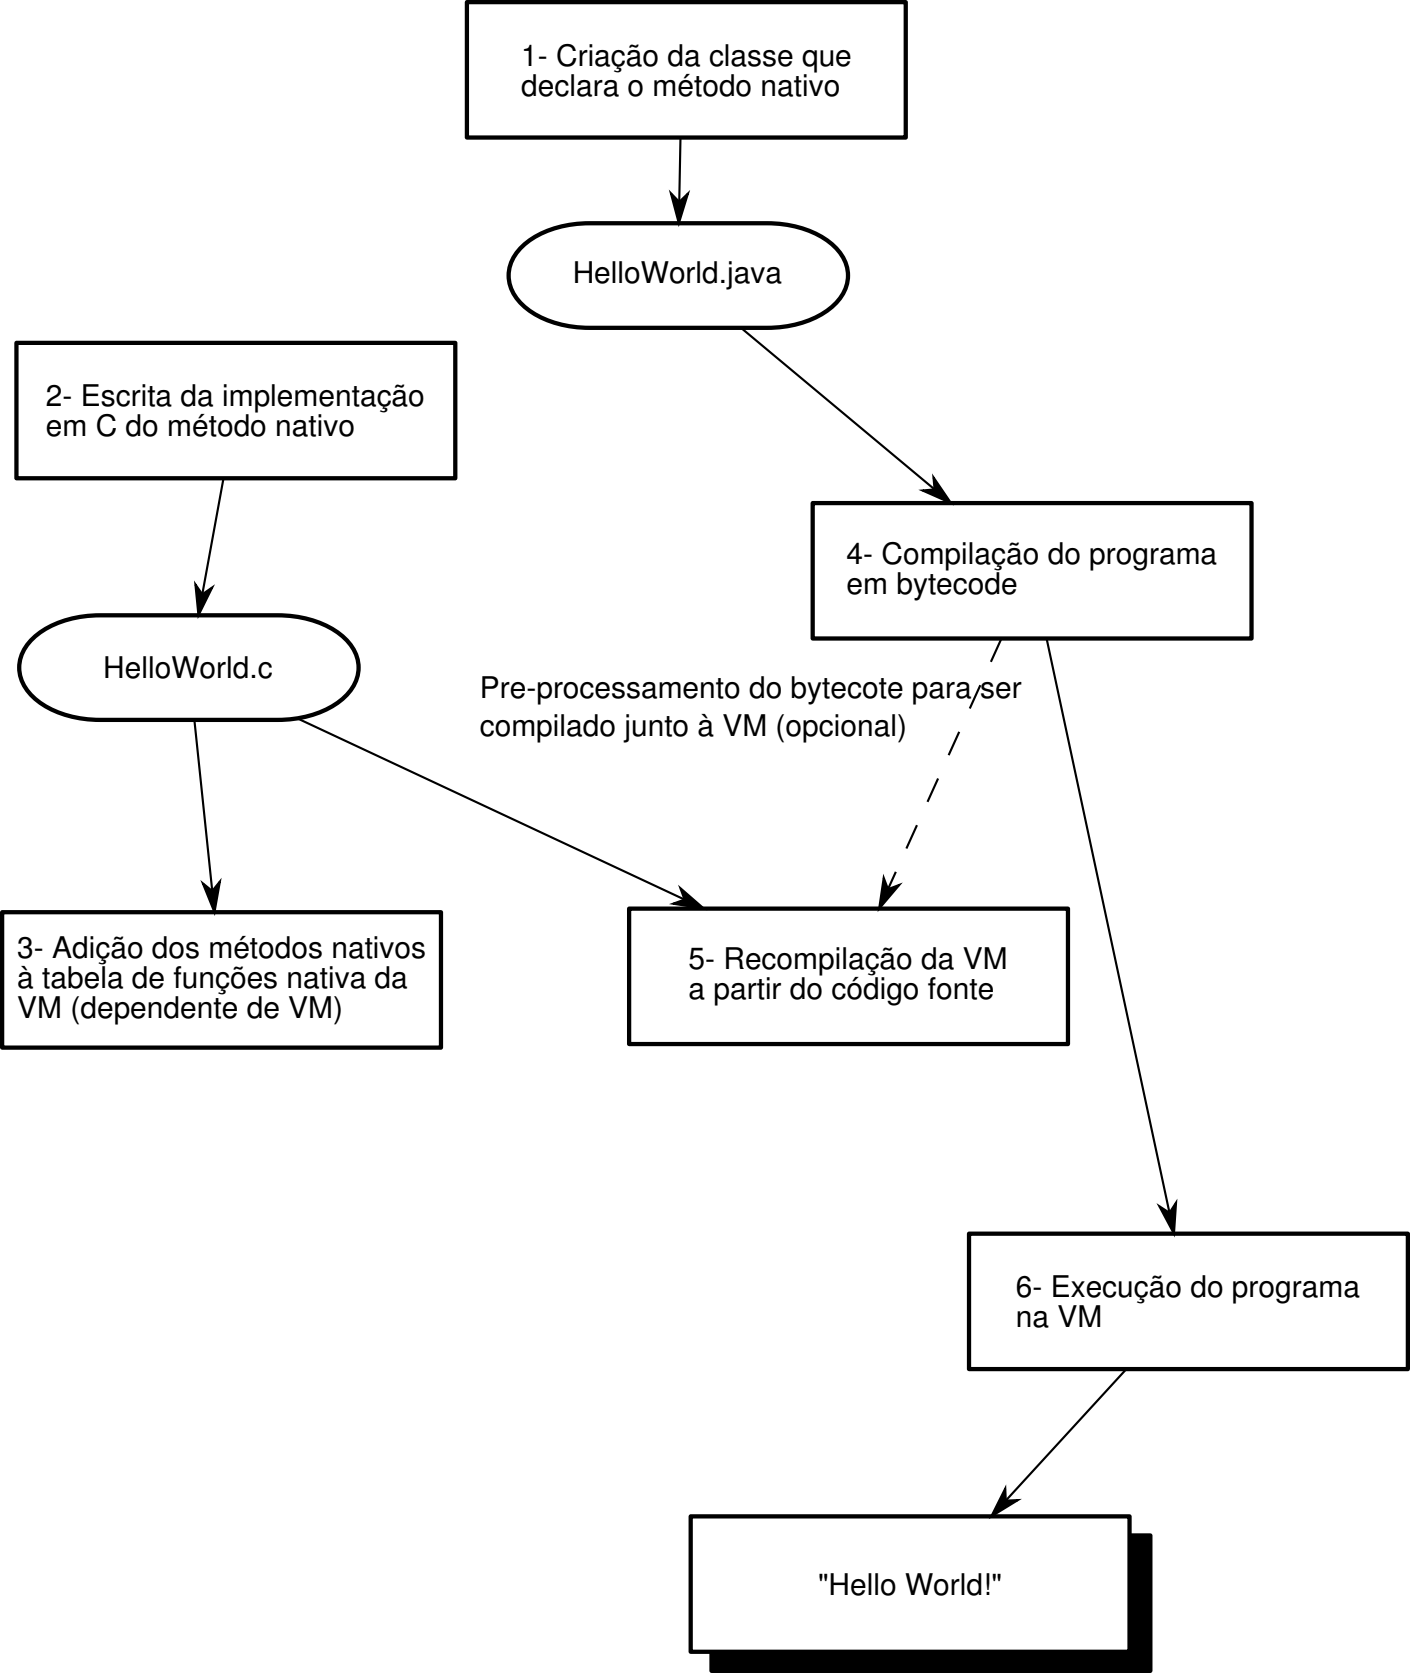 1- Criação da classe que
declara o método nativo
HelloWorld.java
2- Escrita da implementação
em C do método nativo
4- Compilação do programa
em bytecode
HelloWorld.c
Pre-processamento do bytecote para ser
compilado junto à VM (opcional)
3- Adição dos métodos nativos
à tabela de funções nativa da
VM (dependente de VM)
5- Recompilação da VM
a partir do código fonte
6- Execução do programa
na VM
"Hello World!"